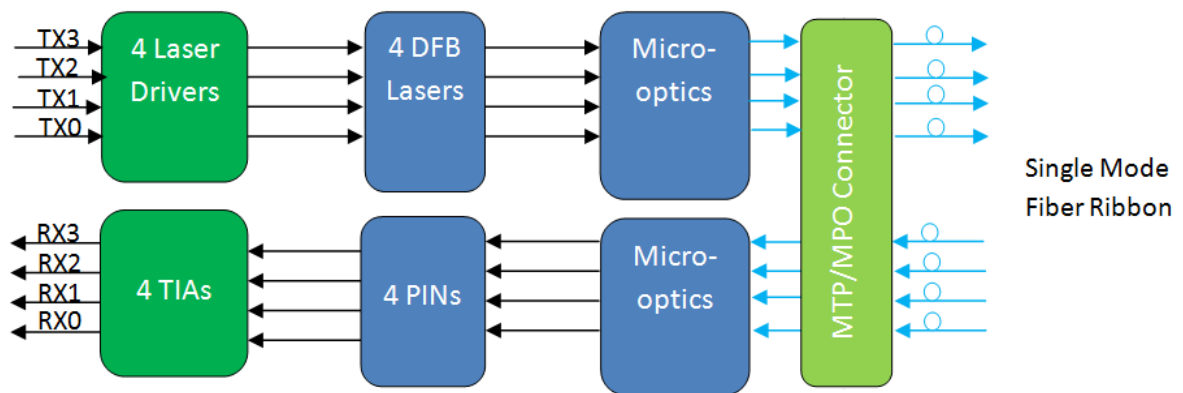 TX3
TX2
TX1
TX0
4 Laser
Drivers
4 DFB
Lasers
Micro-
optics
MTP/MPO Connector
Single Mode
Fiber Ribbon
RX3
RX2
RX1
RX0
4 TIAs
4 PINs
Micro-
optics